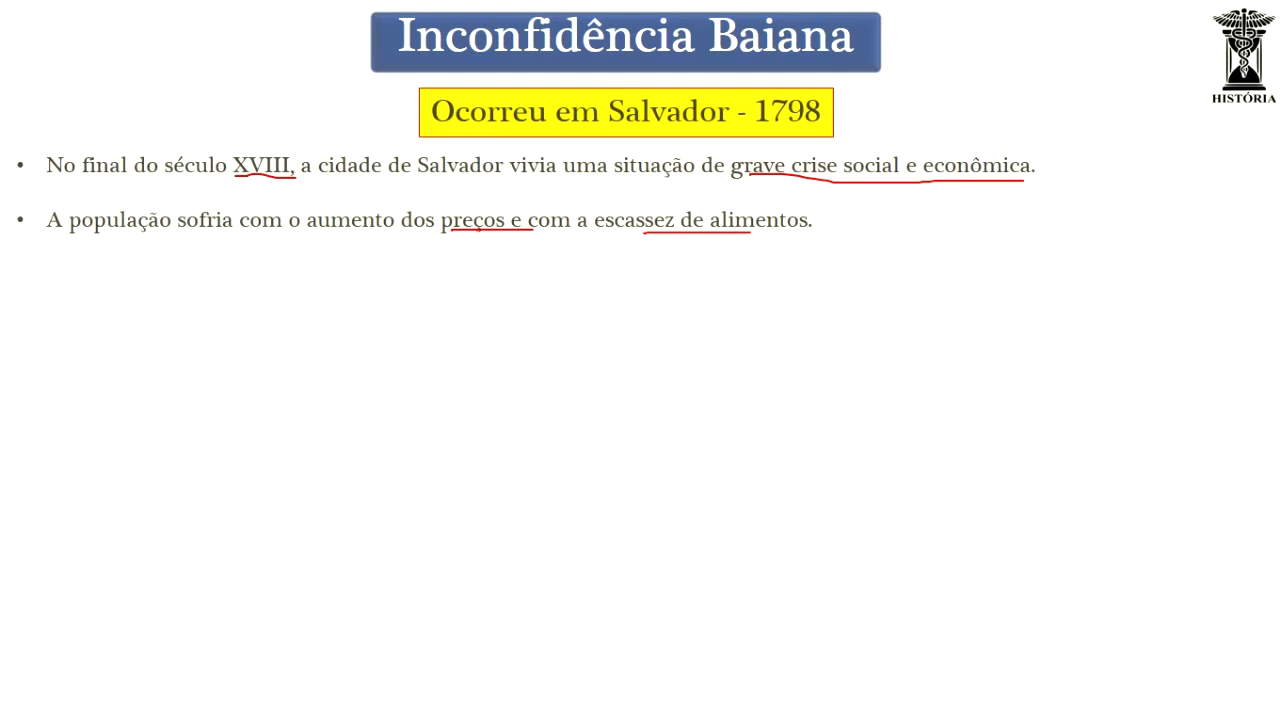 Inconfidência Baiana
HISTÓRIA
Ocorreu em Salvador - 1798
• No final do século XVIII, a cidade de Salvador vivia uma situação de grave crise social e econômica.
• A população sofria com o aumento dos preços e com a escassez de alimentos.